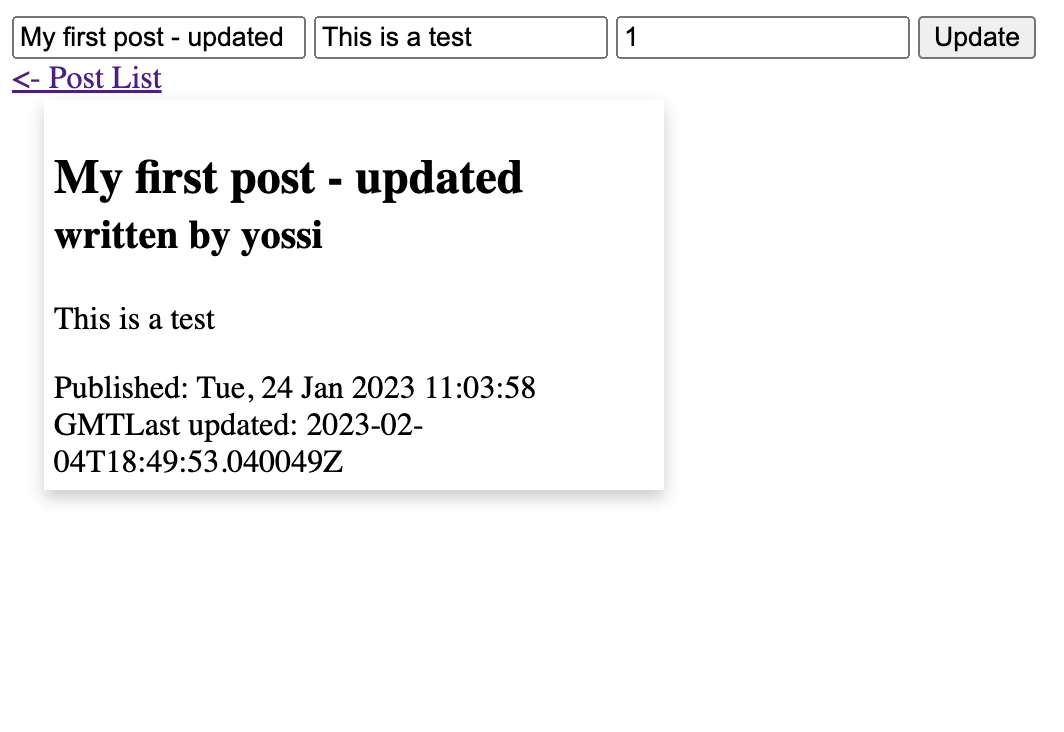 My first post - updated This is a test 1 Update
<- Post List
My first post - updated
written by yossi
This is a test
Published: Tue, 24 Jan 2023 11:03:58
GMTLast updated: 2023-02-
04T18:49:53.040049Z